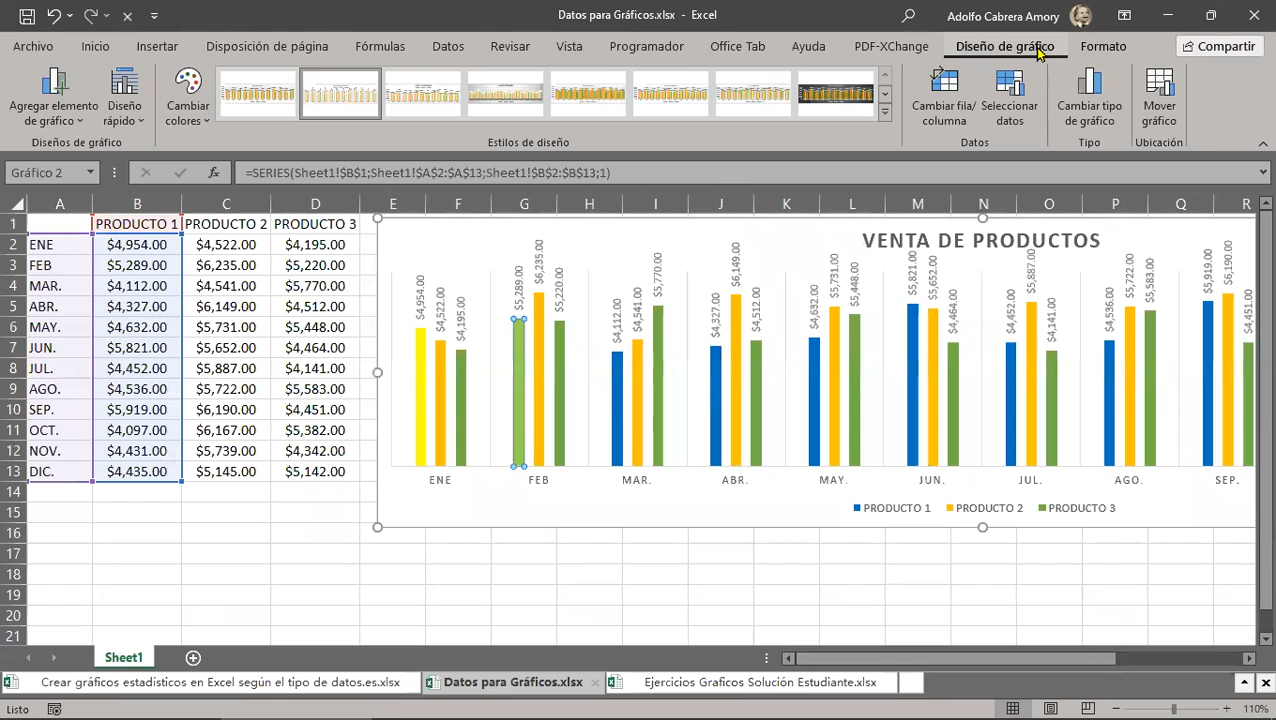 Datos para Gráficos.xlsx - Excel
Adolfo Cabrera Amory
Archivo Inicio Insertar Disposición de página Fórmulas Datos Revisar Vista Programador Office Tab Ayuda PDF-XChange Diseño de gráfico Formato Compartir
Agregar elemento de gráfico
Diseño rápido
Cambiar colores
Cambiar fila/ columna
Seleccionar datos
Cambiar tipo de gráfico
Mover gráfico
Diseños de gráfico Estilos de diseño Datos Tipo Ubicación
Gráfico 2 fx =SERIES(Sheet1!$B$1;Sheet1!$A$2:$A$13;Sheet1!$B$2:$B$13;1)
A B C D E F G H I J K L M N O P Q R
1 PRODUCTO 1 PRODUCTO 2 PRODUCTO 3
2 ENE $4,954.00 $4,522.00 $4,195.00
3 FEB $5,289.00 $6,235.00 $5,220.00
4 MAR. $4,112.00 $4,541.00 $5,770.00
5 ABR. $4,327.00 $6,149.00 $4,512.00
6 MAY. $4,632.00 $5,731.00 $5,448.00
7 JUN. $5,821.00 $5,652.00 $4,464.00
8 JUL. $4,452.00 $5,887.00 $4,141.00
9 AGO. $4,536.00 $5,722.00 $5,583.00
10 SEP. $5,919.00 $6,190.00 $4,451.00
11 OCT. $4,097.00 $6,167.00 $5,382.00
12 NOV. $4,431.00 $5,739.00 $4,342.00
13 DIC. $4,435.00 $5,145.00 $5,142.00
14
15
16
17
18
19
20
21
VENTA DE PRODUCTOS
$4,954.00 $4,522.00 $4,195.00 $5,289.00 $6,235.00 $5,220.00 $4,112.00 $4,541.00 $5,770.00 $4,327.00 $6,149.00 $4,512.00 $4,632.00 $5,731.00 $5,448.00 $5,821.00 $5,652.00 $4,464.00 $4,452.00 $5,887.00 $4,141.00 $4,536.00 $5,722.00 $5,583.00 $5,919.00 $6,190.00 $4,451.00
ENE FEB MAR. ABR. MAY. JUN. JUL. AGO. SEP.
PRODUCTO 1 PRODUCTO 2 PRODUCTO 3
Sheet1
Crear gráficos estadísticos en Excel según el tipo de datos.es.xlsx Datos para Gráficos.xlsx Ejercicios Graficos Solución Estudiante.xlsx
Listo 110%